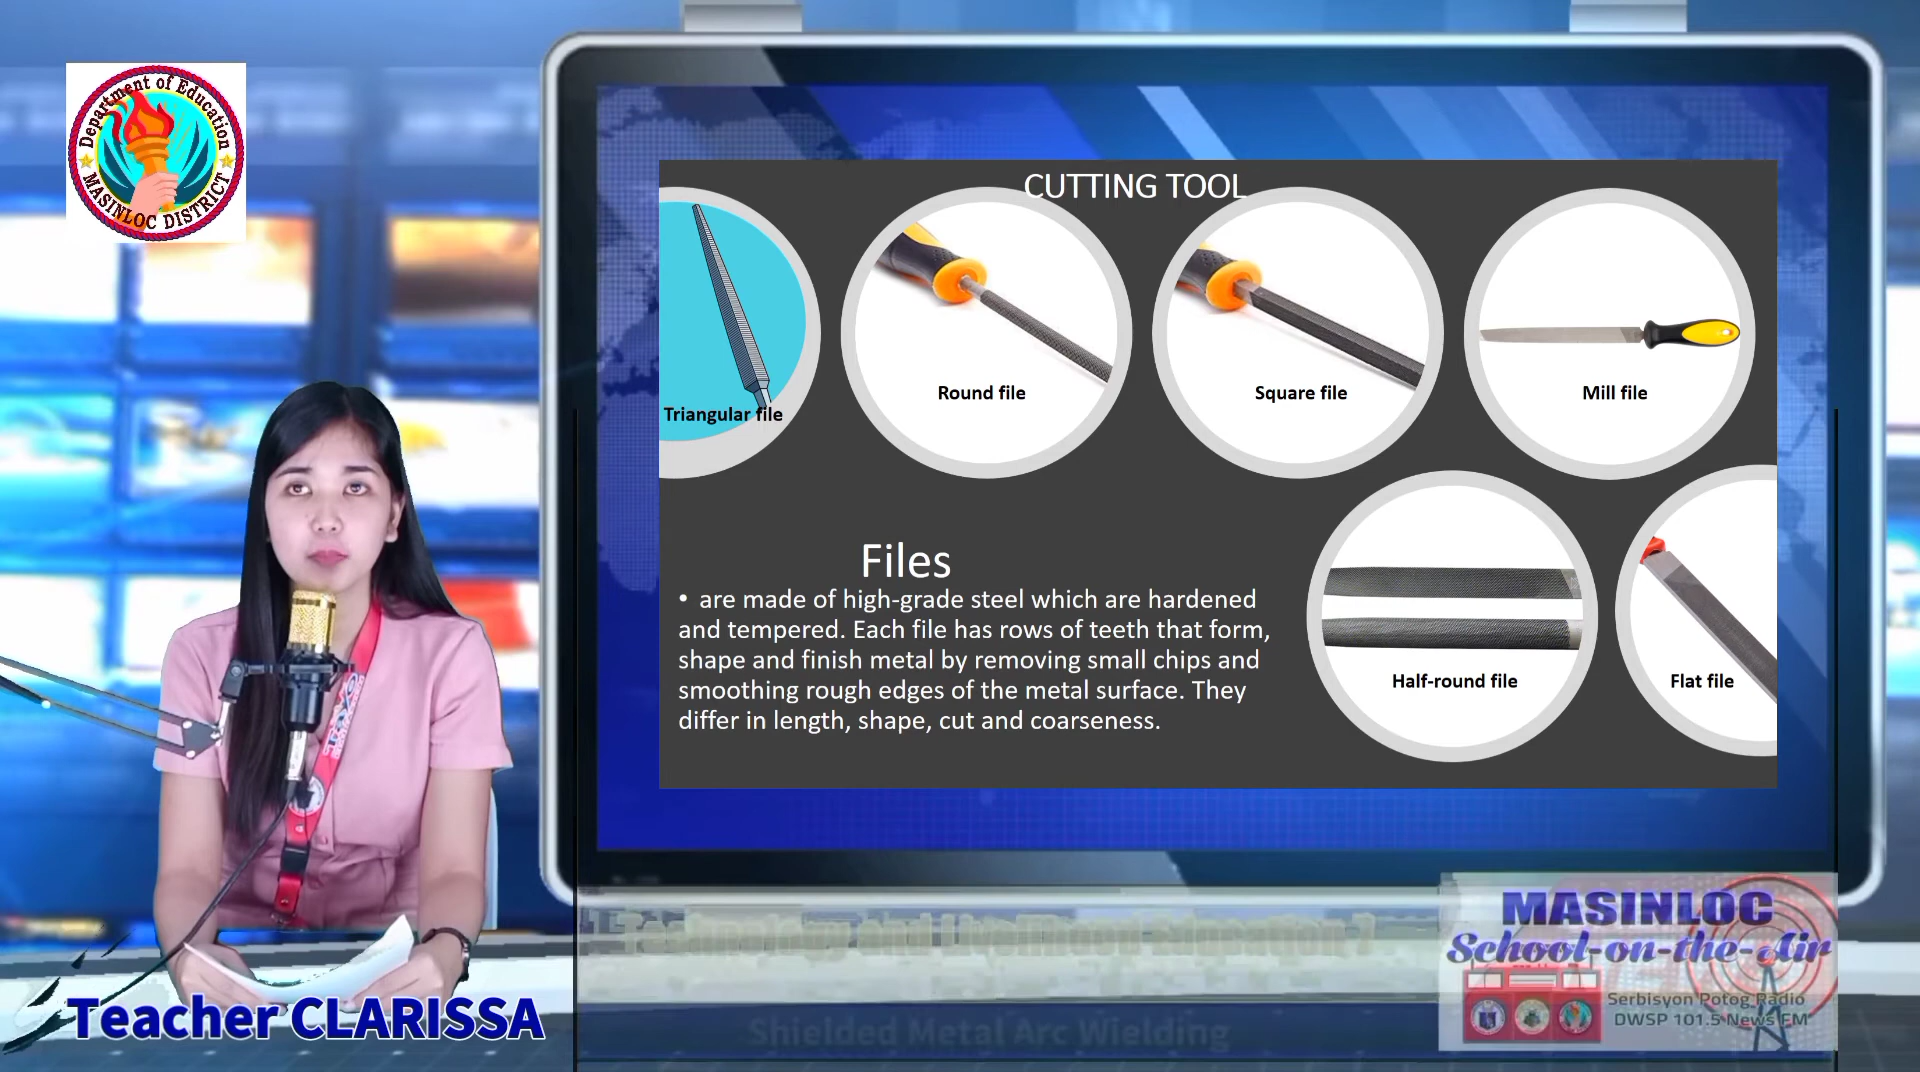 Department of Education
MASINLOC DISTRICT
CUTTING TOOL
Triangular file
Round file
Square file
Mill file
Files
• are made of high-grade steel which are hardened
and tempered. Each file has rows of teeth that form,
shape and finish metal by removing small chips and
smoothing rough edges of the metal surface. They
differ in length, shape, cut and coarseness.
Half-round file
Flat file
Teacher CLARISSA
Shielded Metal Arc Wielding
MASINLOC
School-on-the-Air
Serbisyon Potog Radio
DWSP 101.5 News FM